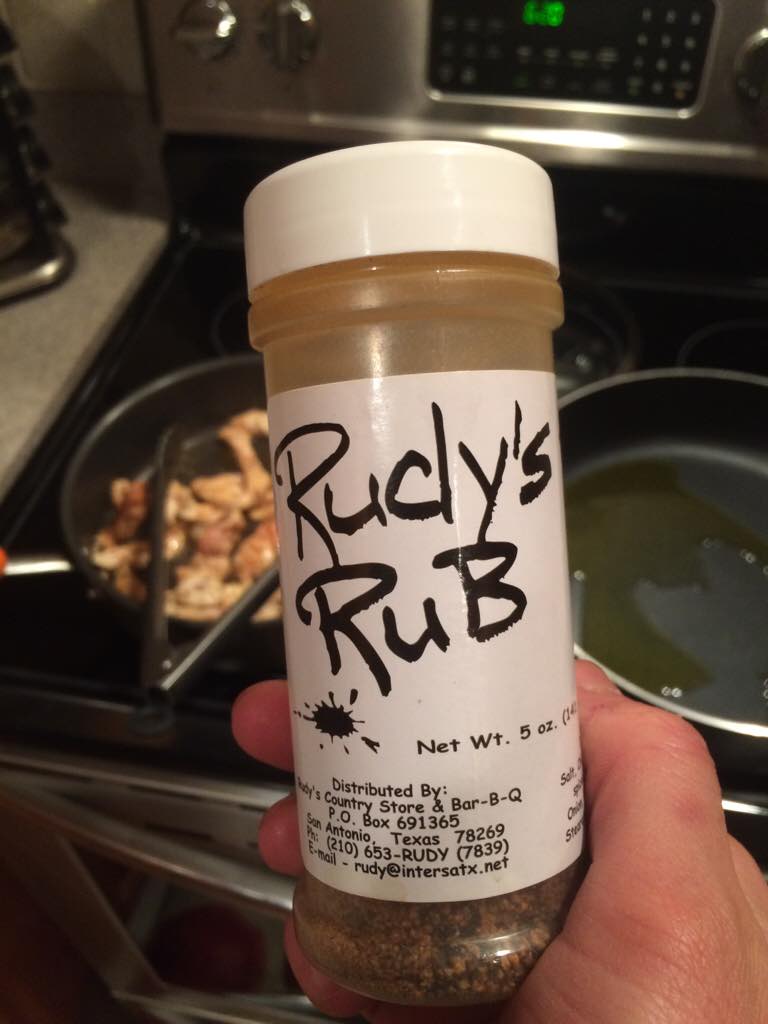 Rudy's
RuB
Net Wt. 5 oz.
Distributed By:
Rudy's Country Store & Bar-B-Q
P.O. Box 691365
San Antonio, Texas 78269
Ph: (210) 653-RUDY (7839)
E-mail - rudy@intersatx.net
Salt,